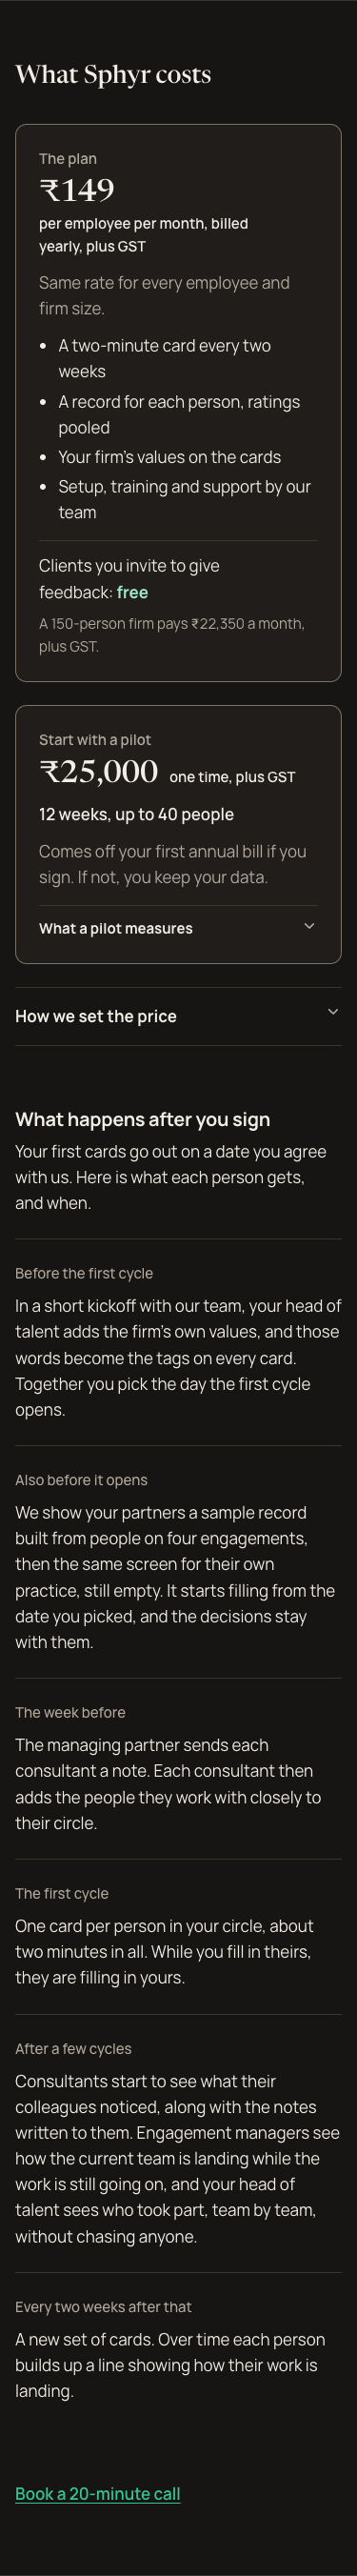 What Sphyr costs
The plan
₹149
per employee per month, billed
yearly, plus GST
Same rate for every employee and
firm size.
• A two-minute card every two
weeks
• A record for each person, ratings
pooled
• Your firm's values on the cards
• Setup, training and support by our
team
Clients you invite to give
feedback: free
A 150-person firm pays ₹22,350 a month,
plus GST.
Start with a pilot
₹25,000 one time, plus GST
12 weeks, up to 40 people
Comes off your first annual bill if you
sign. If not, you keep your data.
What a pilot measures
How we set the price
What happens after you sign
Your first cards go out on a date you agree
with us. Here is what each person gets,
and when.
Before the first cycle
In a short kickoff with our team, your head of
talent adds the firm's own values, and those
words become the tags on every card.
Together you pick the day the first cycle
opens.
Also before it opens
We show your partners a sample record
built from people on four engagements,
then the same screen for their own
practice, still empty. It starts filling from the
date you picked, and the decisions stay
with them.
The week before
The managing partner sends each
consultant a note. Each consultant then
adds the people they work with closely to
their circle.
The first cycle
One card per person in your circle, about
two minutes in all. While you fill in theirs,
they are filling in yours.
After a few cycles
Consultants start to see what their
colleagues noticed, along with the notes
written to them. Engagement managers see
how the current team is landing while the
work is still going on, and your head of
talent sees who took part, team by team,
without chasing anyone.
Every two weeks after that
A new set of cards. Over time each person
builds up a line showing how their work is
landing.
Book a 20-minute call